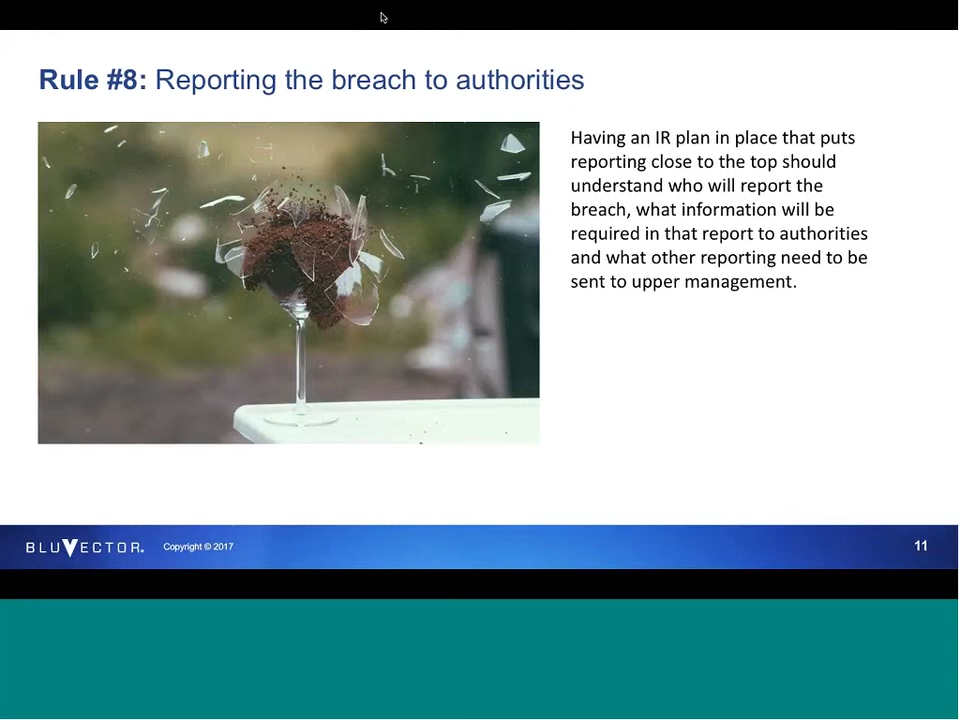 Rule #8: Reporting the breach to authorities
Having an IR plan in place that puts
reporting close to the top should
understand who will report the
breach, what information will be
required in that report to authorities
and what other reporting need to be
sent to upper management.
BLUVECTOR® Copyright © 2017 11